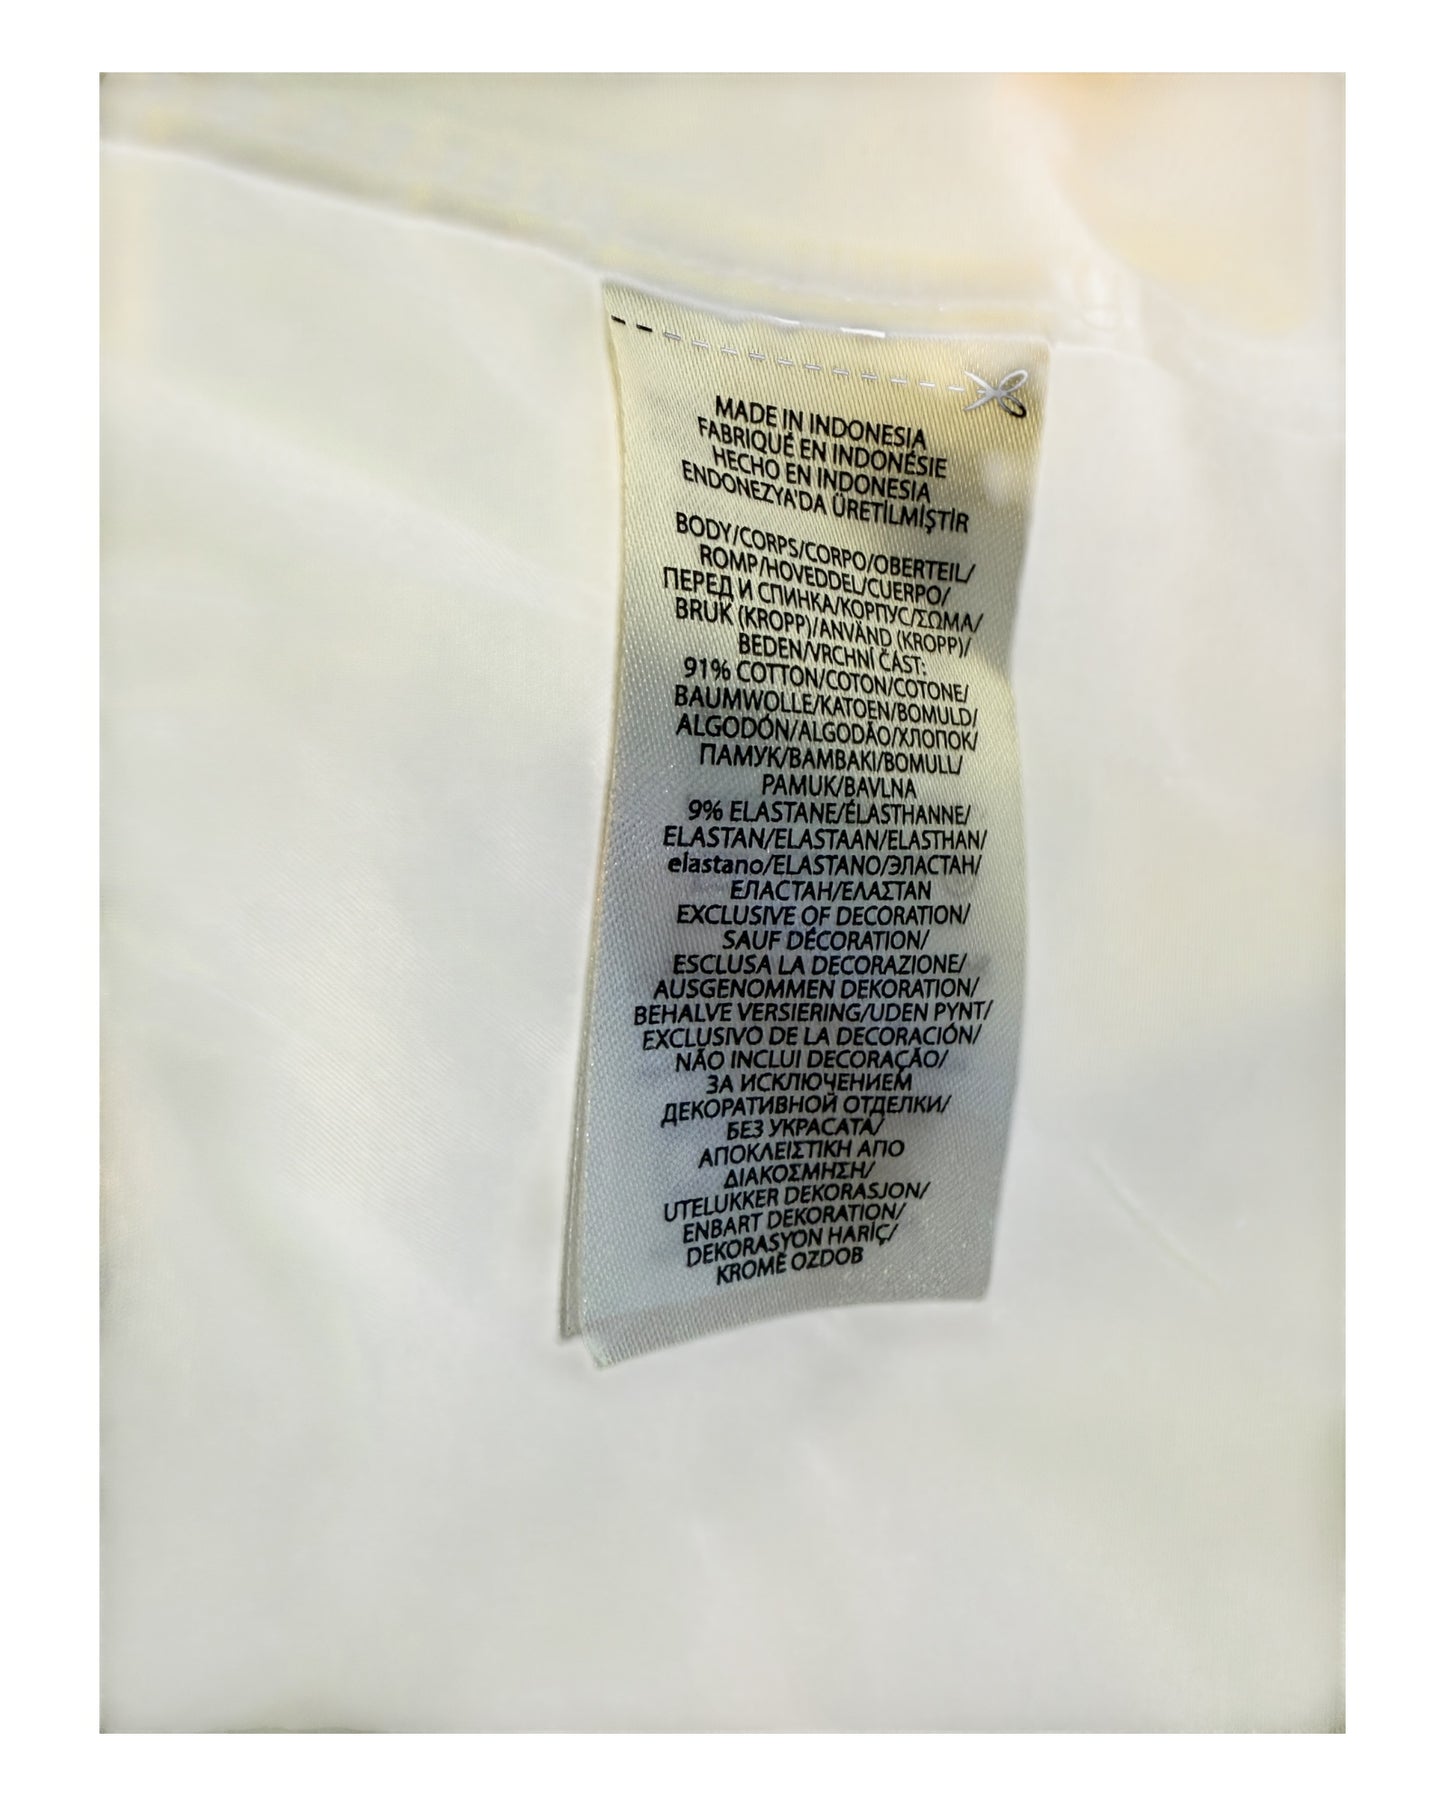 MADE IN INDONESIA
FABRIQUÉ EN INDONÉSIE
HECHO EN INDONESIA
ENDONEZYA'DA ÜRETİLMİŞTİR
BODY/CORPS/CORPO/OBERTEIL/
ROMP/HOVEDDEL/CUERPO/
ПЕРЕД И СПИНКА/КОРПУС/ΣΩΜΑ/
BRUK (KROPP)/ANVÄND (KROPP)/
BEDEN/VRCHNÍ ČÁST:
91% COTTON/COTON/COTONE/
BAUMWOLLE/KATOEN/BOMULD/
ALGODÓN/ALGODÃO/ХЛОПОК/
ПАМУК/BAMBAKI/BOMULL/
PAMUK/BAVLNA
9% ELASTANE/ÉLASTHANNE/
ELASTAN/ELASTAAN/ELASTHAN/
elastano/ELASTANO/ЭЛАСТАН/
ЕЛАСТАН/ΕΛΑΣΤΑΝ
EXCLUSIVE OF DECORATION/
SAUF DÉCORATION/
ESCLUSA LA DECORAZIONE/
AUSGENOMMEN DEKORATION/
BEHALVE VERSIERING/UDEN PYNT/
EXCLUSIVO DE LA DECORACIÓN/
NÃO INCLUI DECORAÇÃO/
ЗА ИСКЛЮЧЕНИЕМ
ДЕКОРАТИВНОЙ ОТДЕЛКИ/
БЕЗ УКРАСАТА/
ΑΠΟΚΛΕΙΣΤΙΚΗ ΑΠΟ
ΔΙΑΚΟΣΜΗΣΗ/
UTELUKKER DEKORASJON/
ENBART DEKORATION/
DEKORASYON HARİÇ/
KROMĚ OZDOB